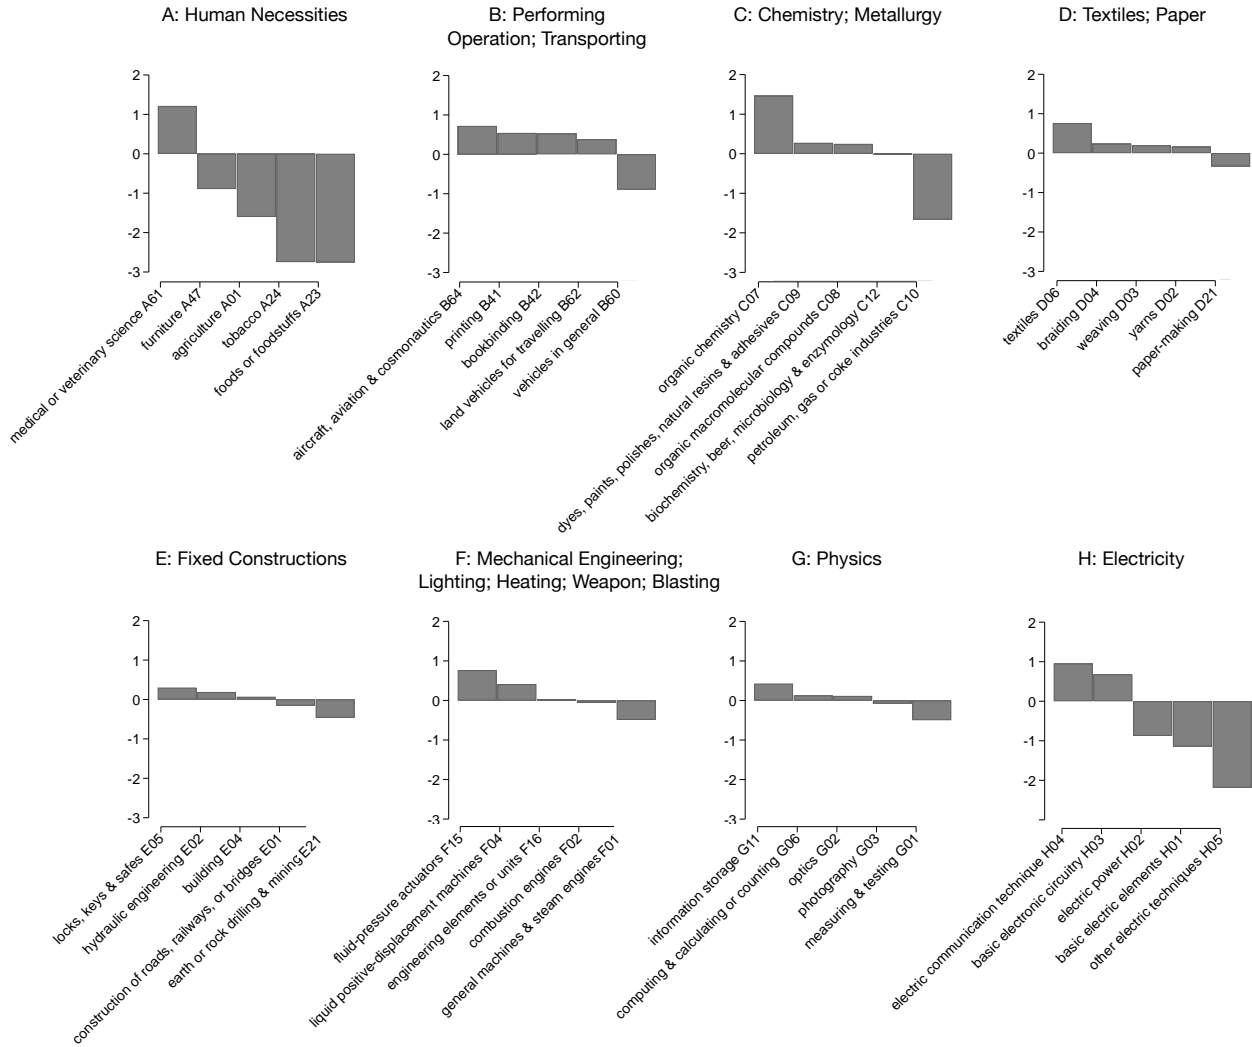 A: Human Necessities
B: Performing
Operation; Transporting
C: Chemistry; Metallurgy
D: Textiles; Paper
2
1
0
-1
-2
-3
medical or veterinary science A61
furniture A47
agriculture A01
tobacco A24
foods or foodstuffs A23
2
1
0
-1
-2
-3
aircraft, aviation & cosmonautics B64
printing B41
bookbinding B42
land vehicles for travelling B62
vehicles in general B60
2
1
0
-1
-2
-3
organic chemistry C07
dyes, paints, polishes, natural resins & adhesives C09
organic macromolecular compounds C08
biochemistry, beer, microbiology & enzymology C12
petroleum, gas or coke industries C10
2
1
0
-1
-2
-3
textiles D06
braiding D04
weaving D03
yarns D02
paper-making D21
E: Fixed Constructions
F: Mechanical Engineering;
Lighting; Heating; Weapon; Blasting
G: Physics
H: Electricity
2
1
0
-1
-2
-3
locks, keys & safes E05
hydraulic engineering E02
building E04
construction of roads, railways, or bridges E01
earth or rock drilling & mining E21
2
1
0
-1
-2
-3
fluid-pressure actuators F15
liquid positive-displacement machines F04
engineering elements or units F16
combustion engines F02
general machines & steam engines F01
2
1
0
-1
-2
-3
information storage G11
computing & calculating or counting G06
optics G02
photography G03
measuring & testing G01
2
1
0
-1
-2
electric communication technique H04
basic electronic circuitry H03
electric power H02
basic electric elements H01
other electric techniques H05